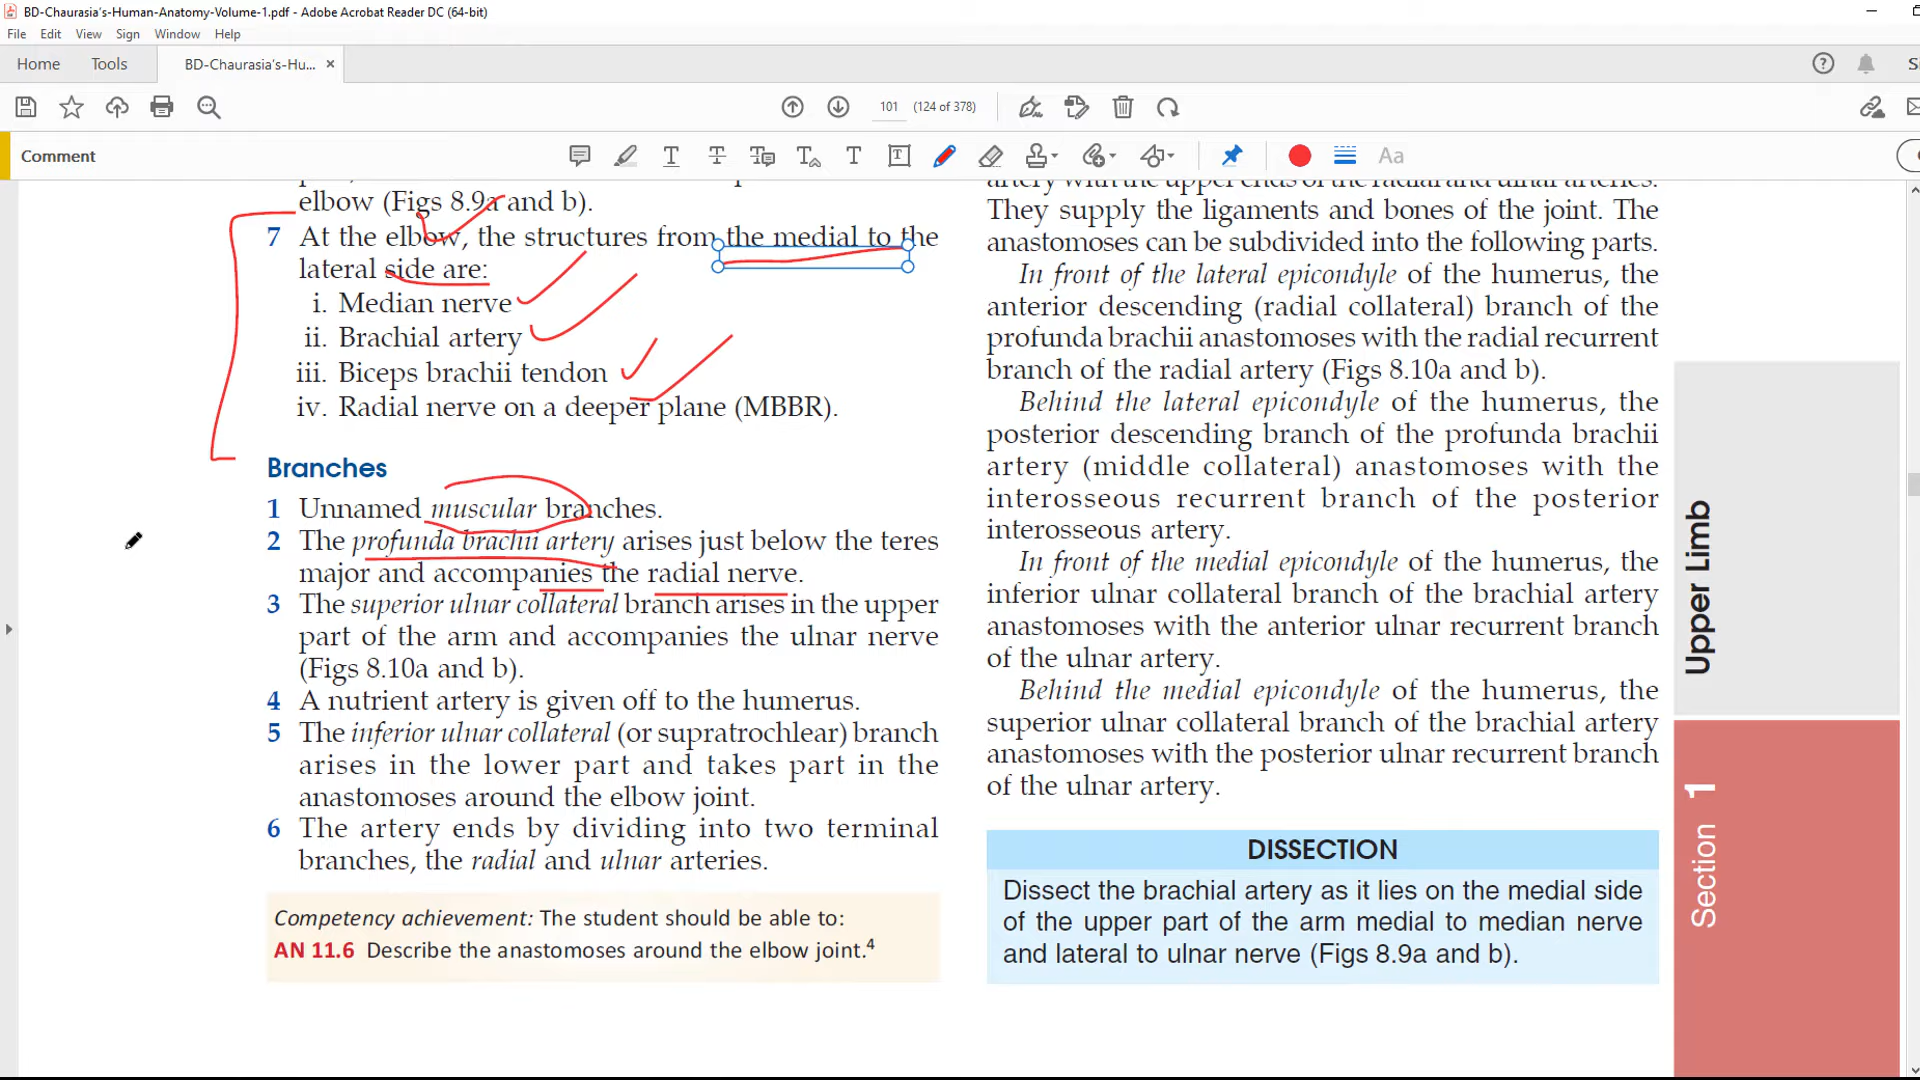 BD-Chaurasia's-Human-Anatomy-Volume-1.pdf - Adobe Acrobat Reader DC (64-bit)
File Edit View Sign Window Help
Home Tools BD-Chaurasia's-Hu... ×
101 (124 of 378)
Comment
elbow (Figs 8.9a and b).
7 At the elbow, the structures from the medial to the
lateral side are:
i. Median nerve
ii. Brachial artery
iii. Biceps brachii tendon
iv. Radial nerve on a deeper plane (MBBR).
Branches
1 Unnamed muscular branches.
2 The profunda brachii artery arises just below the teres
major and accompanies the radial nerve.
3 The superior ulnar collateral branch arises in the upper
part of the arm and accompanies the ulnar nerve
(Figs 8.10a and b).
4 A nutrient artery is given off to the humerus.
5 The inferior ulnar collateral (or supratrochlear) branch
arises in the lower part and takes part in the
anastomoses around the elbow joint.
6 The artery ends by dividing into two terminal
branches, the radial and ulnar arteries.
Competency achievement: The student should be able to:
AN 11.6 Describe the anastomoses around the elbow joint.4
artery with the upper ends of the radial and ulnar arteries.
They supply the ligaments and bones of the joint. The
anastomoses can be subdivided into the following parts.
In front of the lateral epicondyle of the humerus, the
anterior descending (radial collateral) branch of the
profunda brachii anastomoses with the radial recurrent
branch of the radial artery (Figs 8.10a and b).
Behind the lateral epicondyle of the humerus, the
posterior descending branch of the profunda brachii
artery (middle collateral) anastomoses with the
interosseous recurrent branch of the posterior
interosseous artery.
In front of the medial epicondyle of the humerus, the
inferior ulnar collateral branch of the brachial artery
anastomoses with the anterior ulnar recurrent branch
of the ulnar artery.
Behind the medial epicondyle of the humerus, the
superior ulnar collateral branch of the brachial artery
anastomoses with the posterior ulnar recurrent branch
of the ulnar artery.
DISSECTION
Dissect the brachial artery as it lies on the medial side
of the upper part of the arm medial to median nerve
and lateral to ulnar nerve (Figs 8.9a and b).
Upper Limb
Section 1